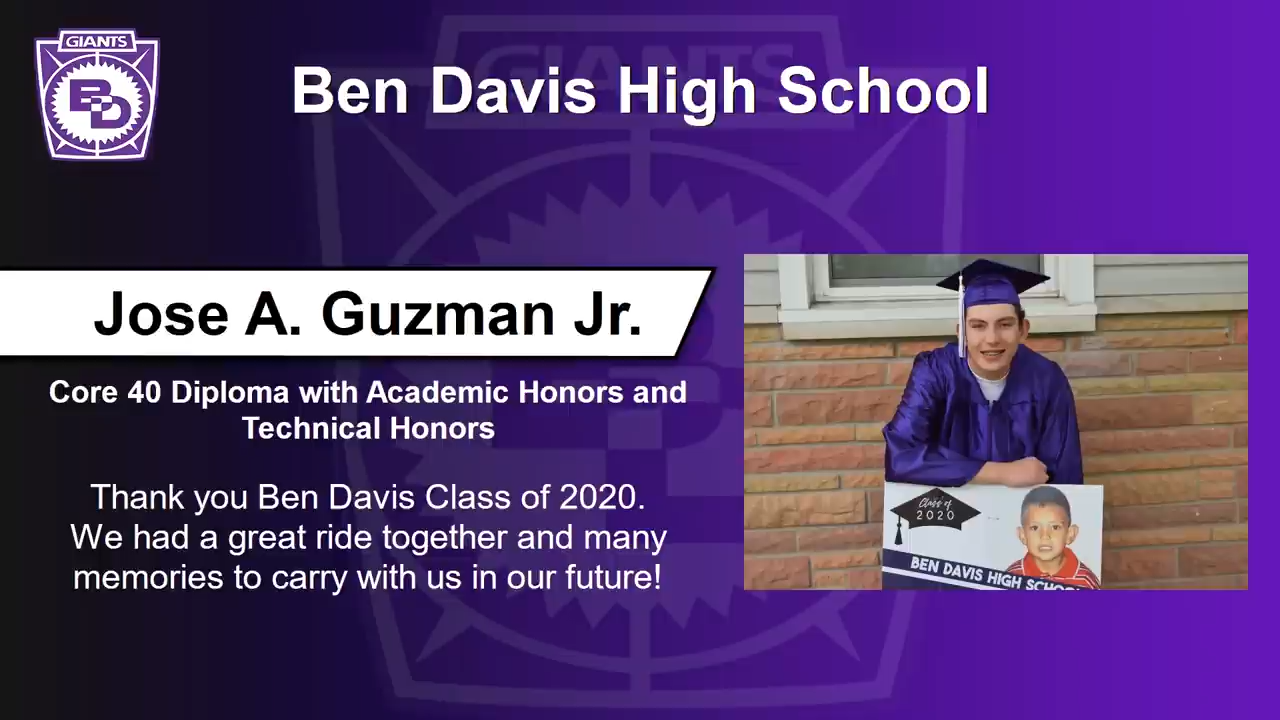 GIANTS
BD
GIANTS
Ben Davis High School
Jose A. Guzman Jr.
Core 40 Diploma with Academic Honors and
Technical Honors
Thank you Ben Davis Class of 2020.
We had a great ride together and many
memories to carry with us in our future!
Class of
2020
BEN DAVIS HIGH SCHOOL